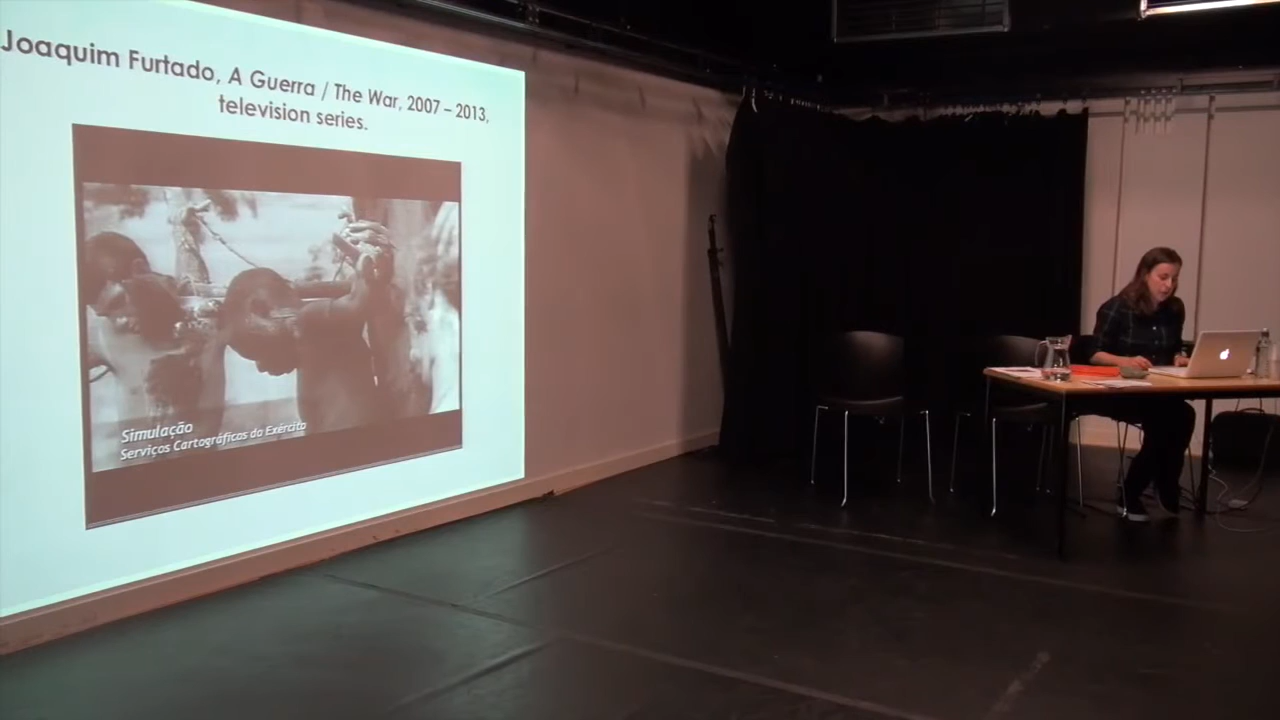 Joaquim Furtado, A Guerra / The War, 2007 – 2013,
television series.
Simulação
Serviços Cartográficos do Exército